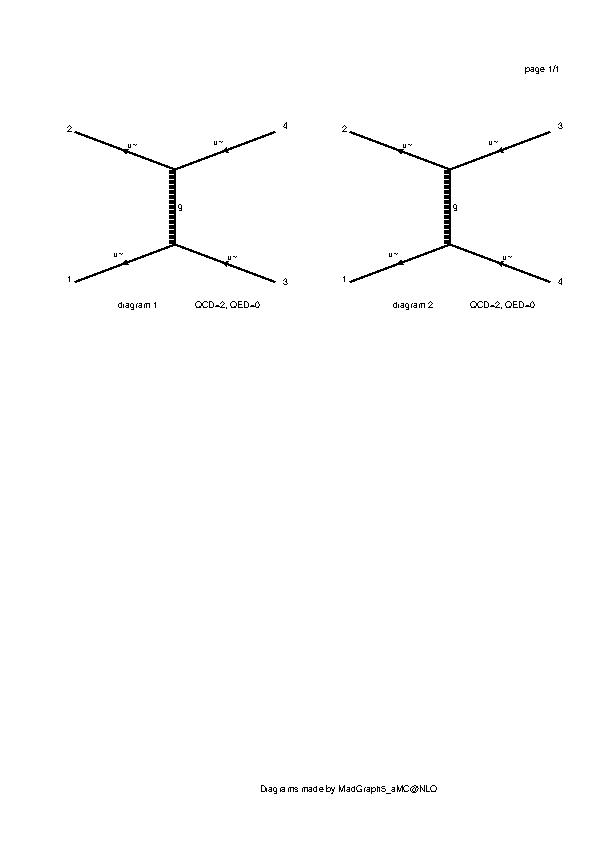 page 1/1
2 u~ 4 u~
g
1 u~ 3 u~
diagram 1 QCD=2, QED=0
2 u~ 3 u~
g
1 u~ 4 u~
diagram 2 QCD=2, QED=0
Diagrams made by MadGraph5_aMC@NLO